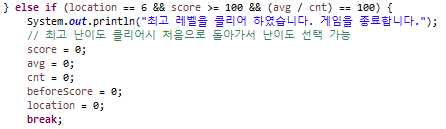 } else if (location == 6 && score >= 100 && (avg / cnt) == 100) {
System.out.println("최고 레벨을 클리어 하였습니다. 게임을 종료합니다.");
// 최고 난이도 클리어시 처음으로 돌아가서 난이도 선택 가능
score = 0;
avg = 0;
cnt = 0;
beforeScore = 0;
location = 0;
break;